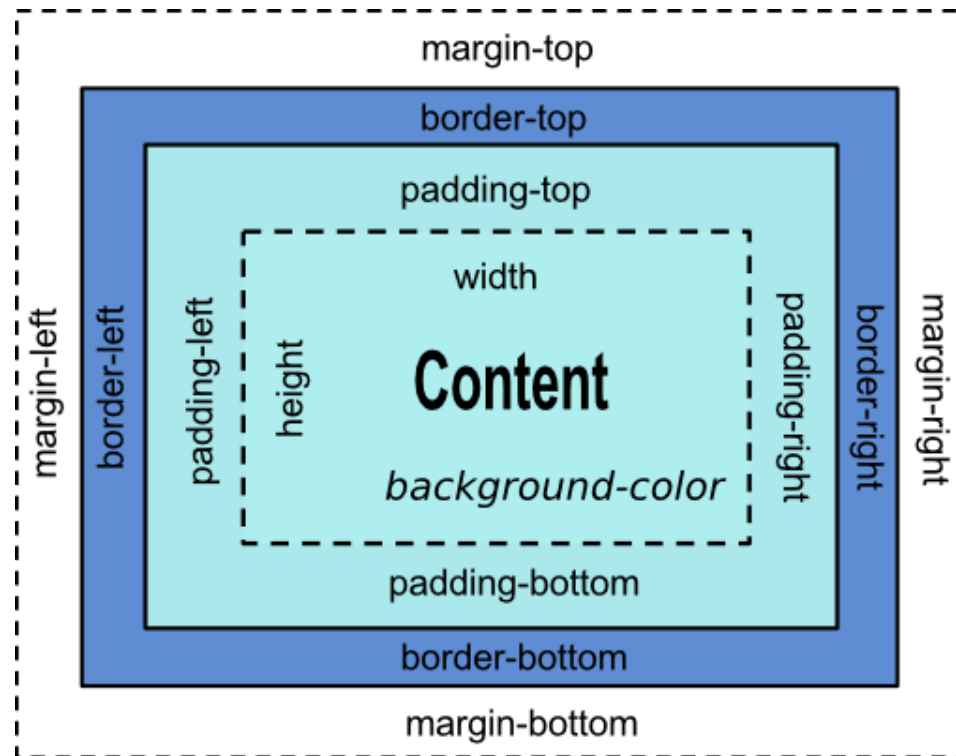 margin-top
border-top
padding-top
width
margin-left
border-left
padding-left
height
Content
padding-right
border-right
margin-right
background-color
padding-bottom
border-bottom
margin-bottom